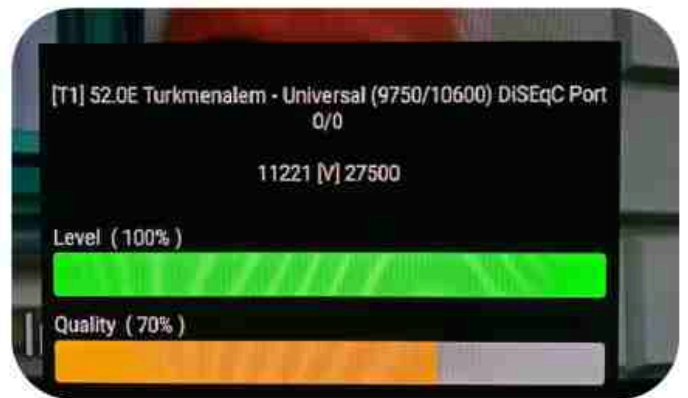 [T1] 52.0E Turkmenalem - Universal (9750/10600) DiSEqC Port
0/0
11221 [V] 27500
Level ( 100% )
Quality ( 70% )